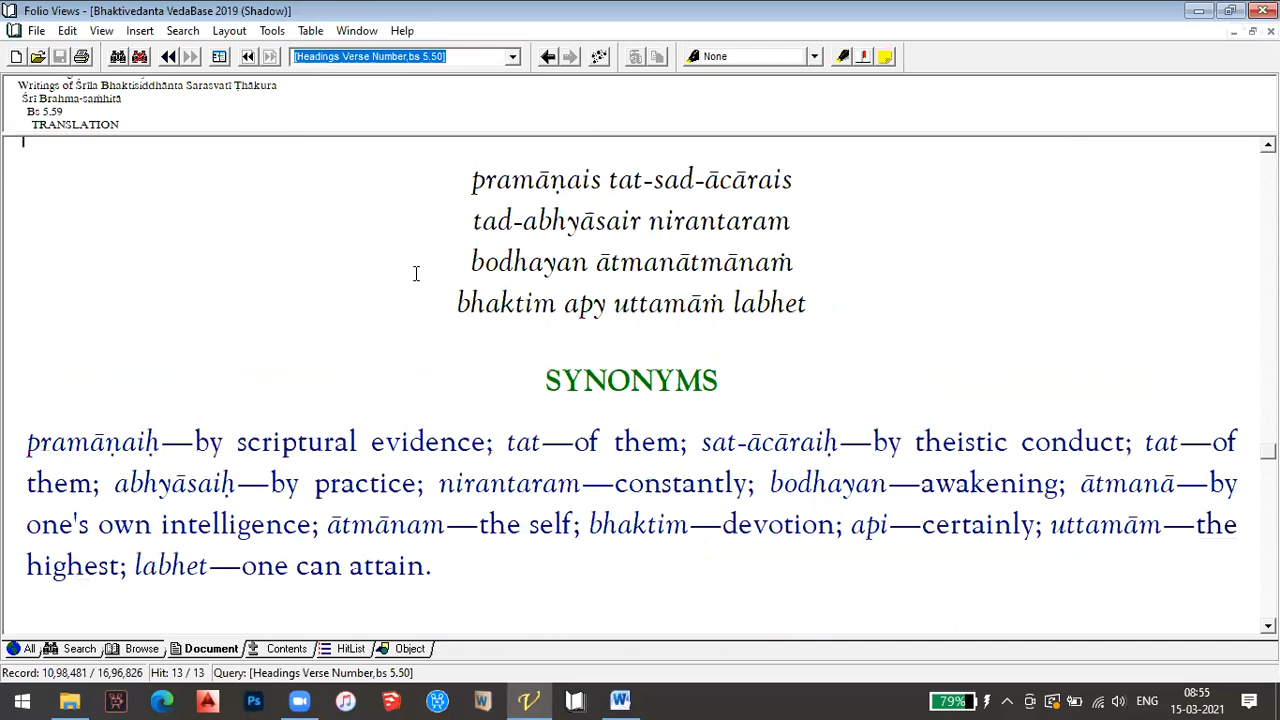 Folio Views - [Bhaktivedanta VedaBase 2019 (Shadow)]
File Edit View Insert Search Layout Tools Table Window Help
[Headings Verse Number,bs 5.50] None
Writings of Śrīla Bhaktisiddhānta Sarasvatī Ṭhākura
Śrī Brahma-saṁhitā
Bs 5.59
TRANSLATION
pramāṇais tat-sad-ācārais
tad-abhyāsair nirantaram
bodhayan ātmanātmānaṁ
bhaktim apy uttamāṁ labhet
SYNONYMS
pramāṇaiḥ—by scriptural evidence; tat—of them; sat-ācāraiḥ—by theistic conduct; tat—of
them; abhyāsaiḥ—by practice; nirantaram—constantly; bodhayan—awakening; ātmanā—by
one's own intelligence; ātmānam—the self; bhaktim—devotion; api—certainly; uttamām—the
highest; labhet—one can attain.
All Search Browse Document Contents HitList Object
Record: 10,98,481 / 16,96,826 Hit: 13 / 13 Query: [Headings Verse Number,bs 5.50]
79% ENG 08:55
15-03-2021